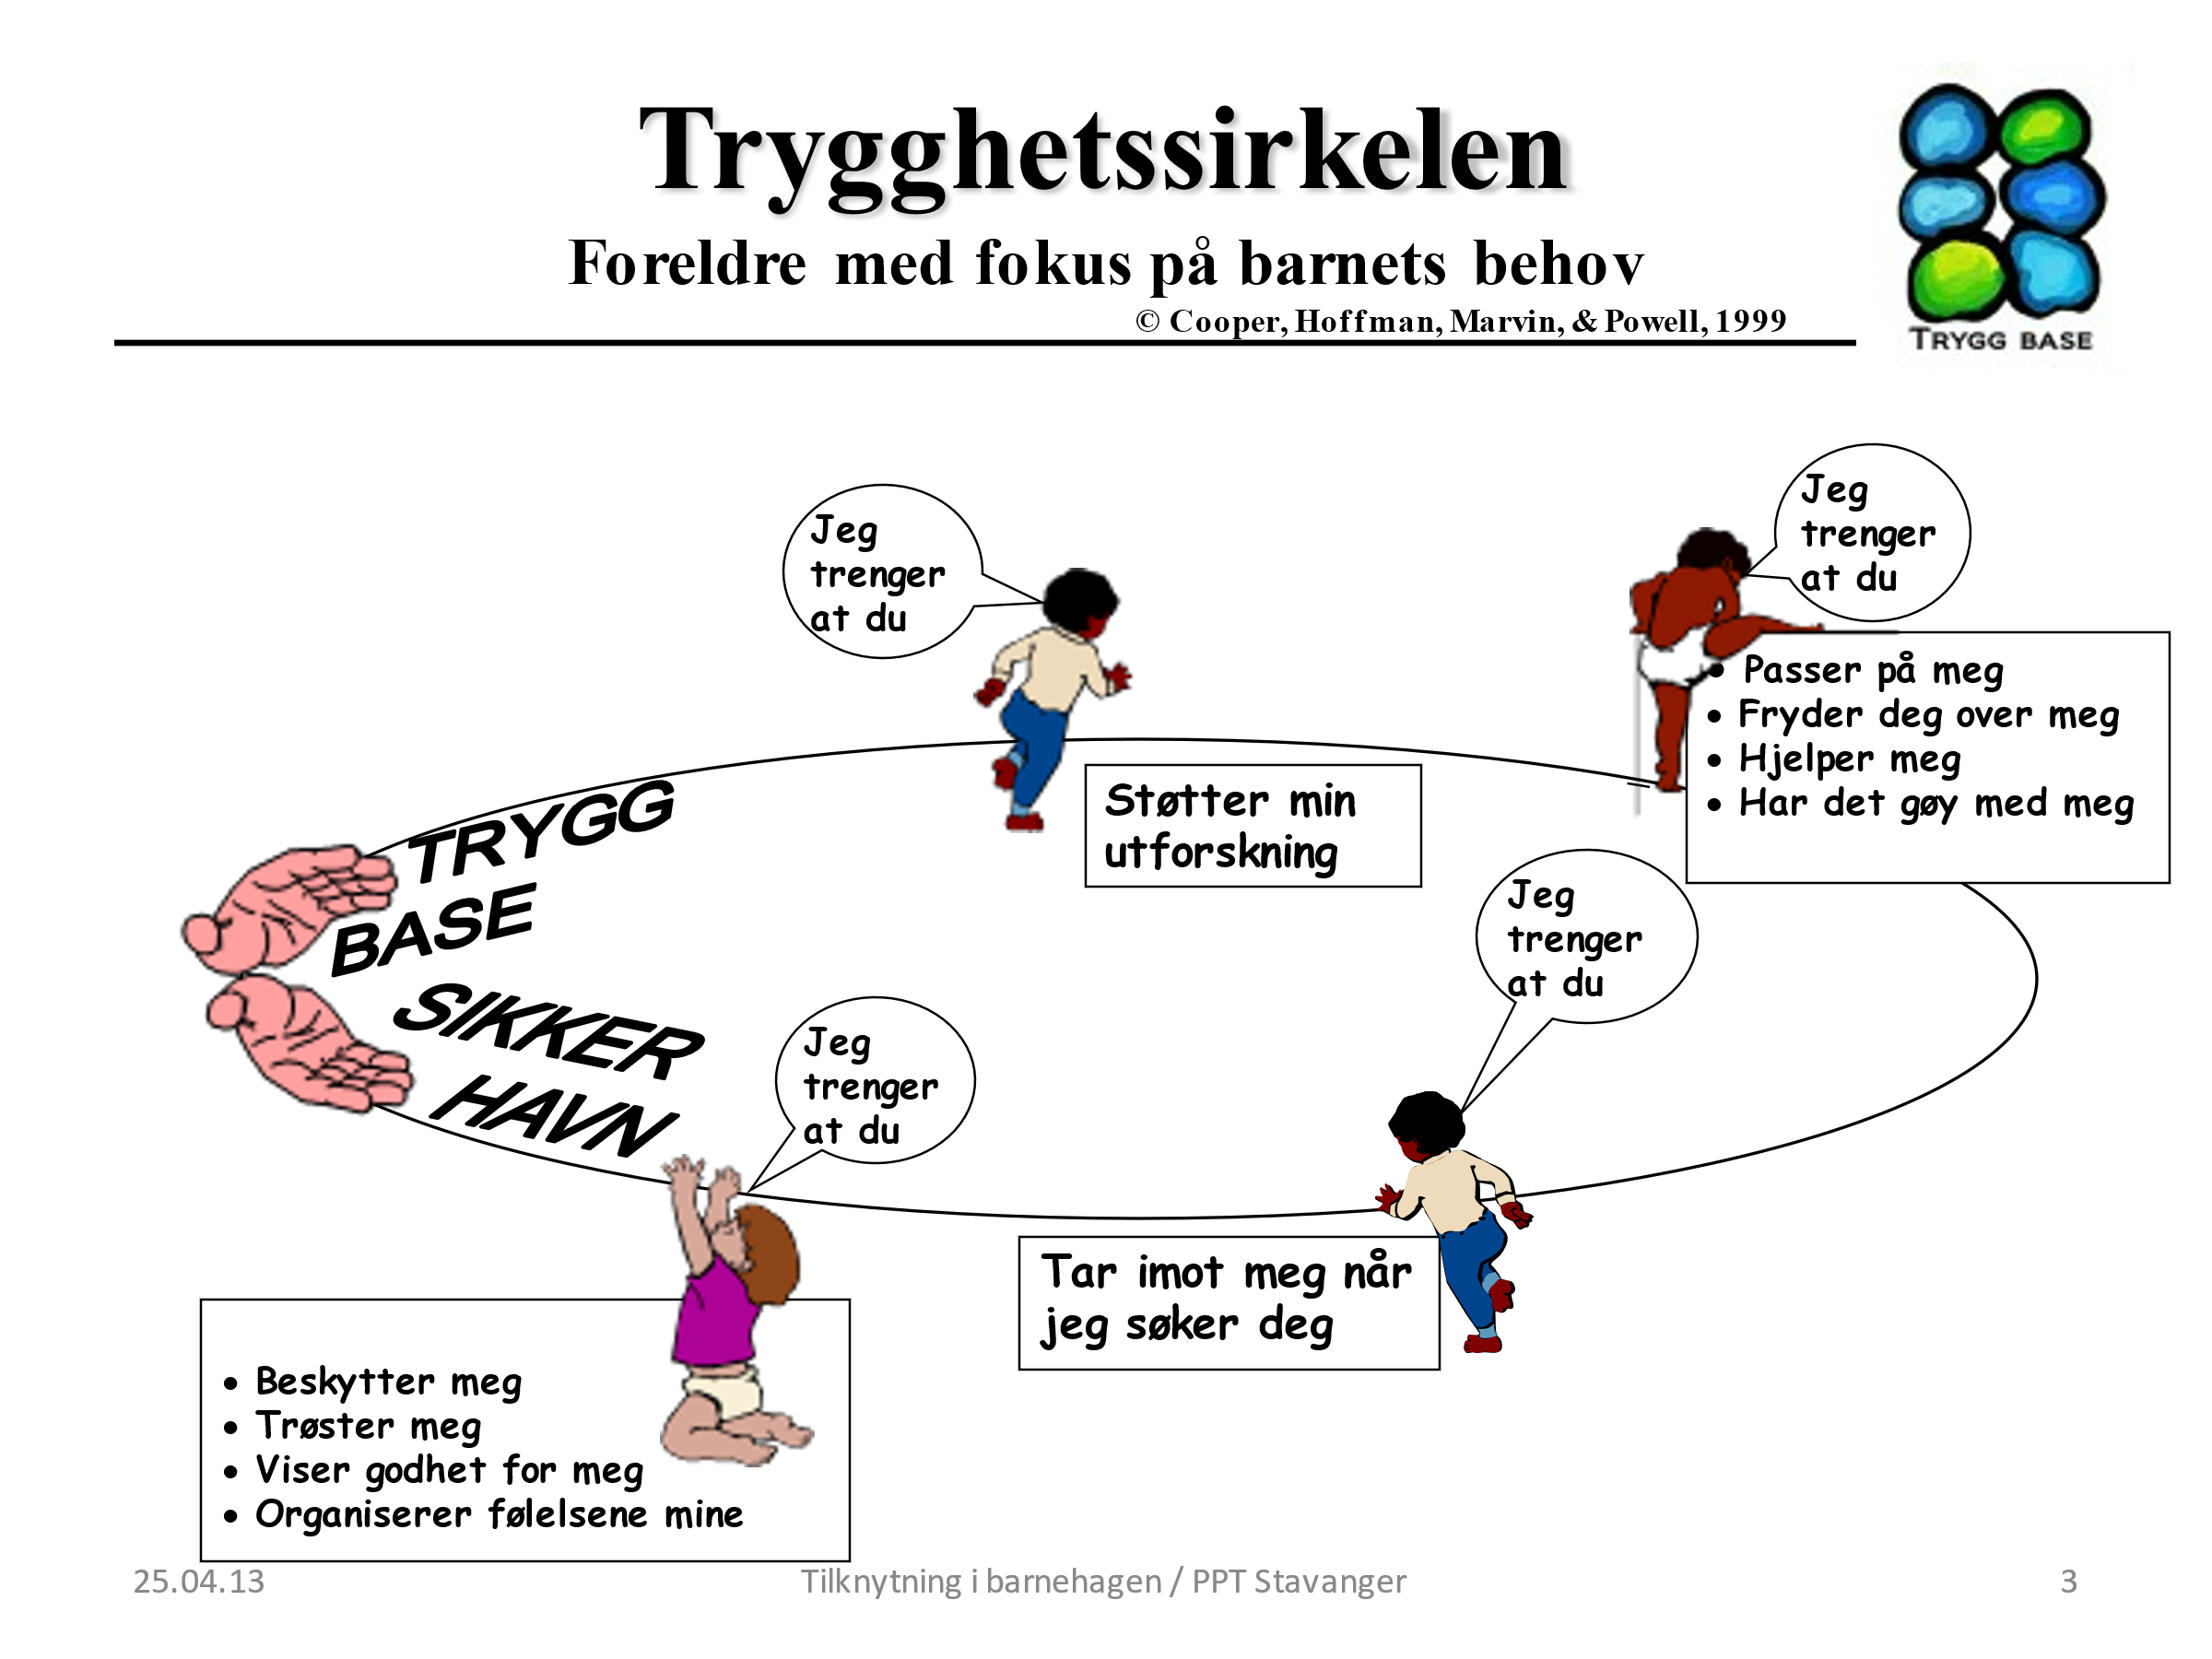 Trygghetssirkelen
Foreldre med fokus på barnets behov
© Cooper, Hoffman, Marvin, & Powell, 1999
TRYGG BASE
Jeg
trenger
at du
Støtter min
utforskning
Jeg
trenger
at du
• Passer på meg
• Fryder deg over meg
• Hjelper meg
• Har det gøy med meg
TRYGG
BASE
SIKKER
HAVN
Jeg
trenger
at du
Tar imot meg når
jeg søker deg
Jeg
trenger
at du
• Beskytter meg
• Trøster meg
• Viser godhet for meg
• Organiserer følelsene mine
25.04.13
Tilknytning i barnehagen / PPT Stavanger
3